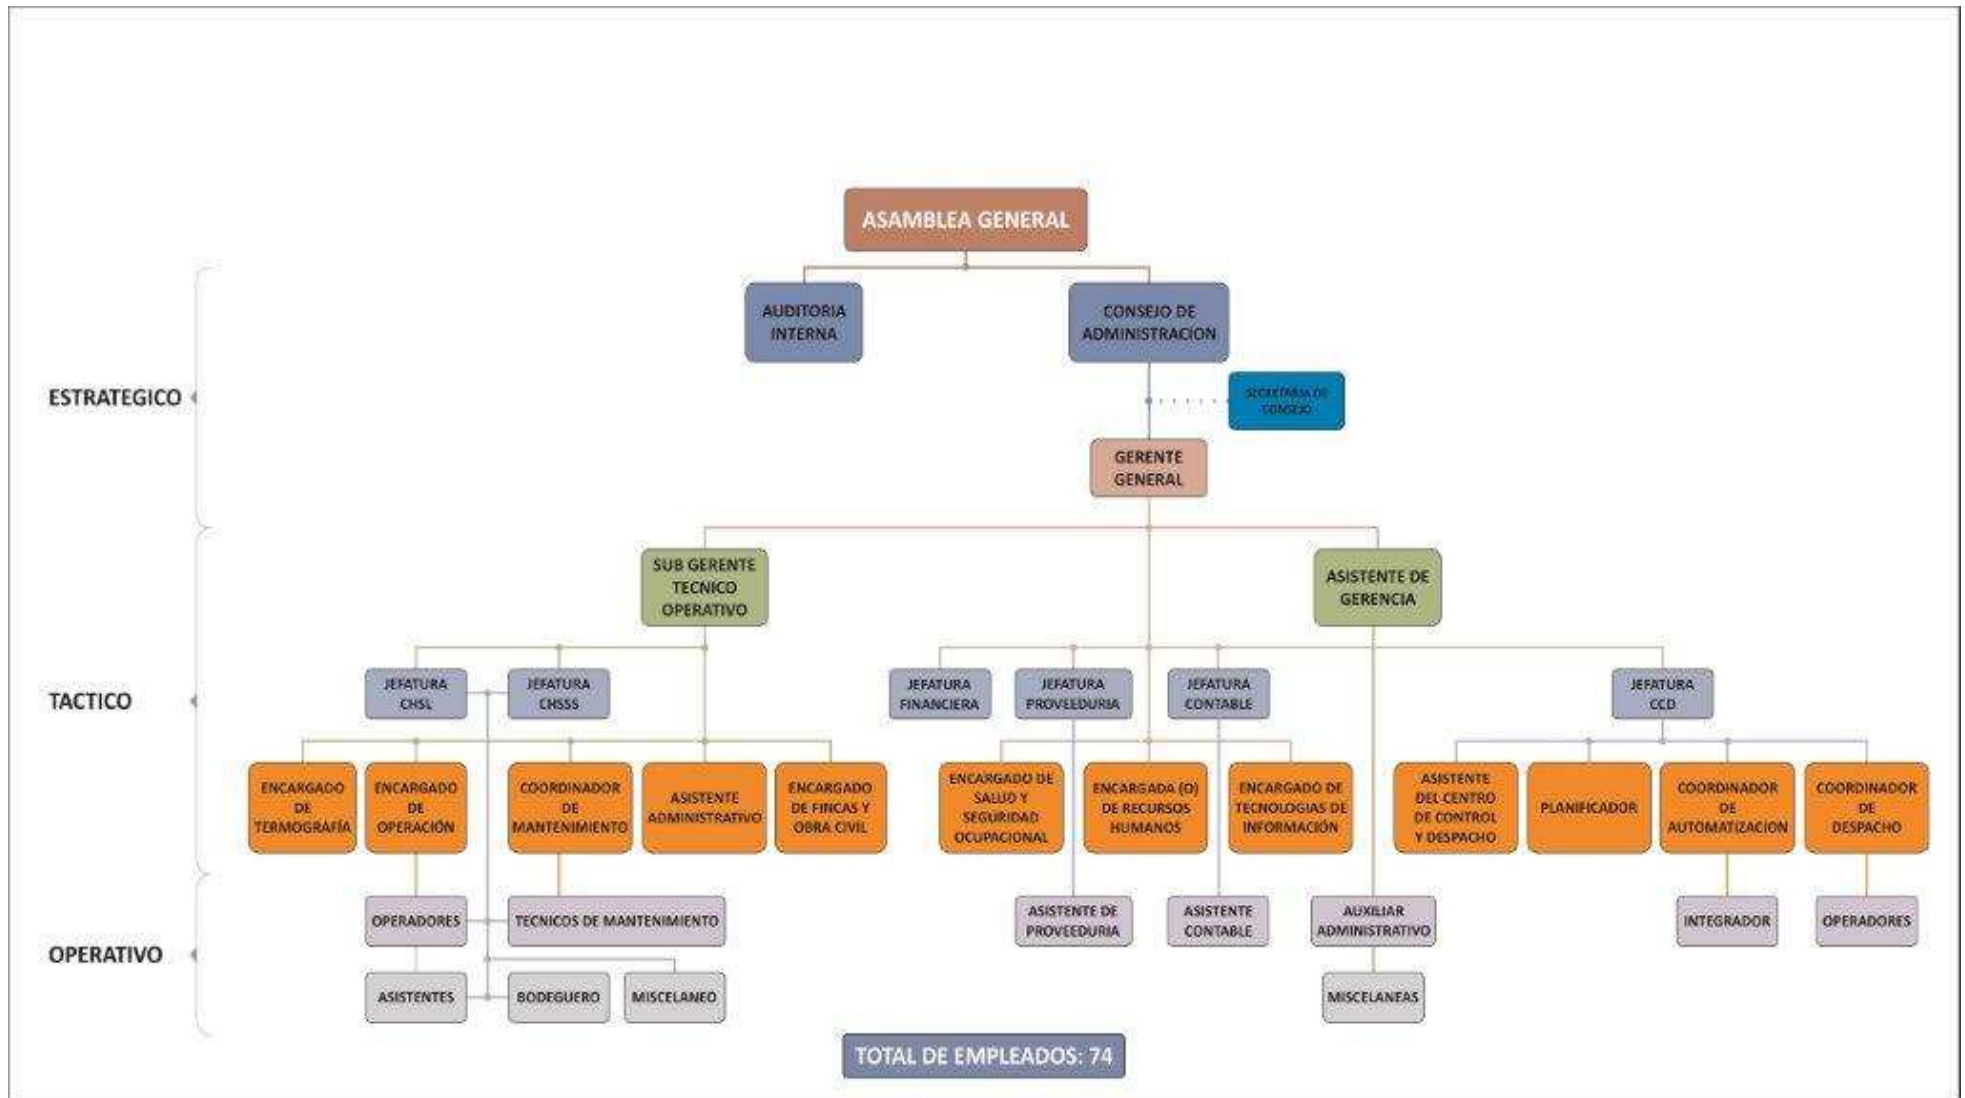 ASAMBLEA GENERAL
AUDITORIA
INTERNA
CONSEJO DE
ADMINISTRACION
ESTRATEGICO
SECRETARIA DE
CONSEJO
GERENTE
GENERAL
SUB GERENTE
TECNICO
OPERATIVO
ASISTENTE DE
GERENCIA
TACTICO
JEFATURA
CHSL
JEFATURA
CHSSS
JEFATURA
FINANCIERA
JEFATURA
PROVEEDURIA
JEFATURA
CONTABLE
JEFATURA
CCD
ENCARGADO
DE
TERMOGRAFÍA
ENCARGADO
DE
OPERACIÓN
COORDINADOR
DE
MANTENIMIENTO
ASISTENTE
ADMINISTRATIVO
ENCARGADO
DE FINCAS Y
OBRA CIVIL
ENCARGADO DE
SALUD Y
SEGURIDAD
OCUPACIONAL
ENCARGADA (O)
DE RECURSOS
HUMANOS
ENCARGADO DE
TECNOLOGIAS DE
INFORMACIÓN
ASISTENTE
DEL CENTRO
DE CONTROL
Y DESPACHO
PLANIFICADOR
COORDINADOR
DE
AUTOMATIZACION
COORDINADOR
DE
DESPACHO
OPERATIVO
OPERADORES
TECNICOS DE MANTENIMIENTO
ASISTENTE DE
PROVEEDURIA
ASISTENTE
CONTABLE
AUXILIAR
ADMINISTRATIVO
INTEGRADOR
OPERADORES
ASISTENTES
BODEGUERO
MISCELANEO
MISCELANEAS
TOTAL DE EMPLEADOS: 74